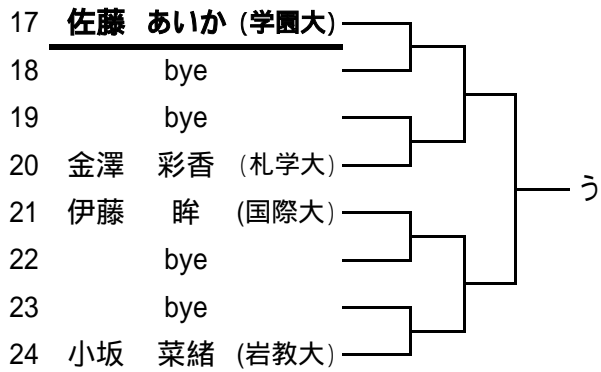 17 佐藤 あいか (学園大)
18 bye
19 bye
20 金澤 彩香 (札学大)
21 伊藤 眸 (国際大)
22 bye
23 bye
24 小坂 菜緒 (岩教大)
う